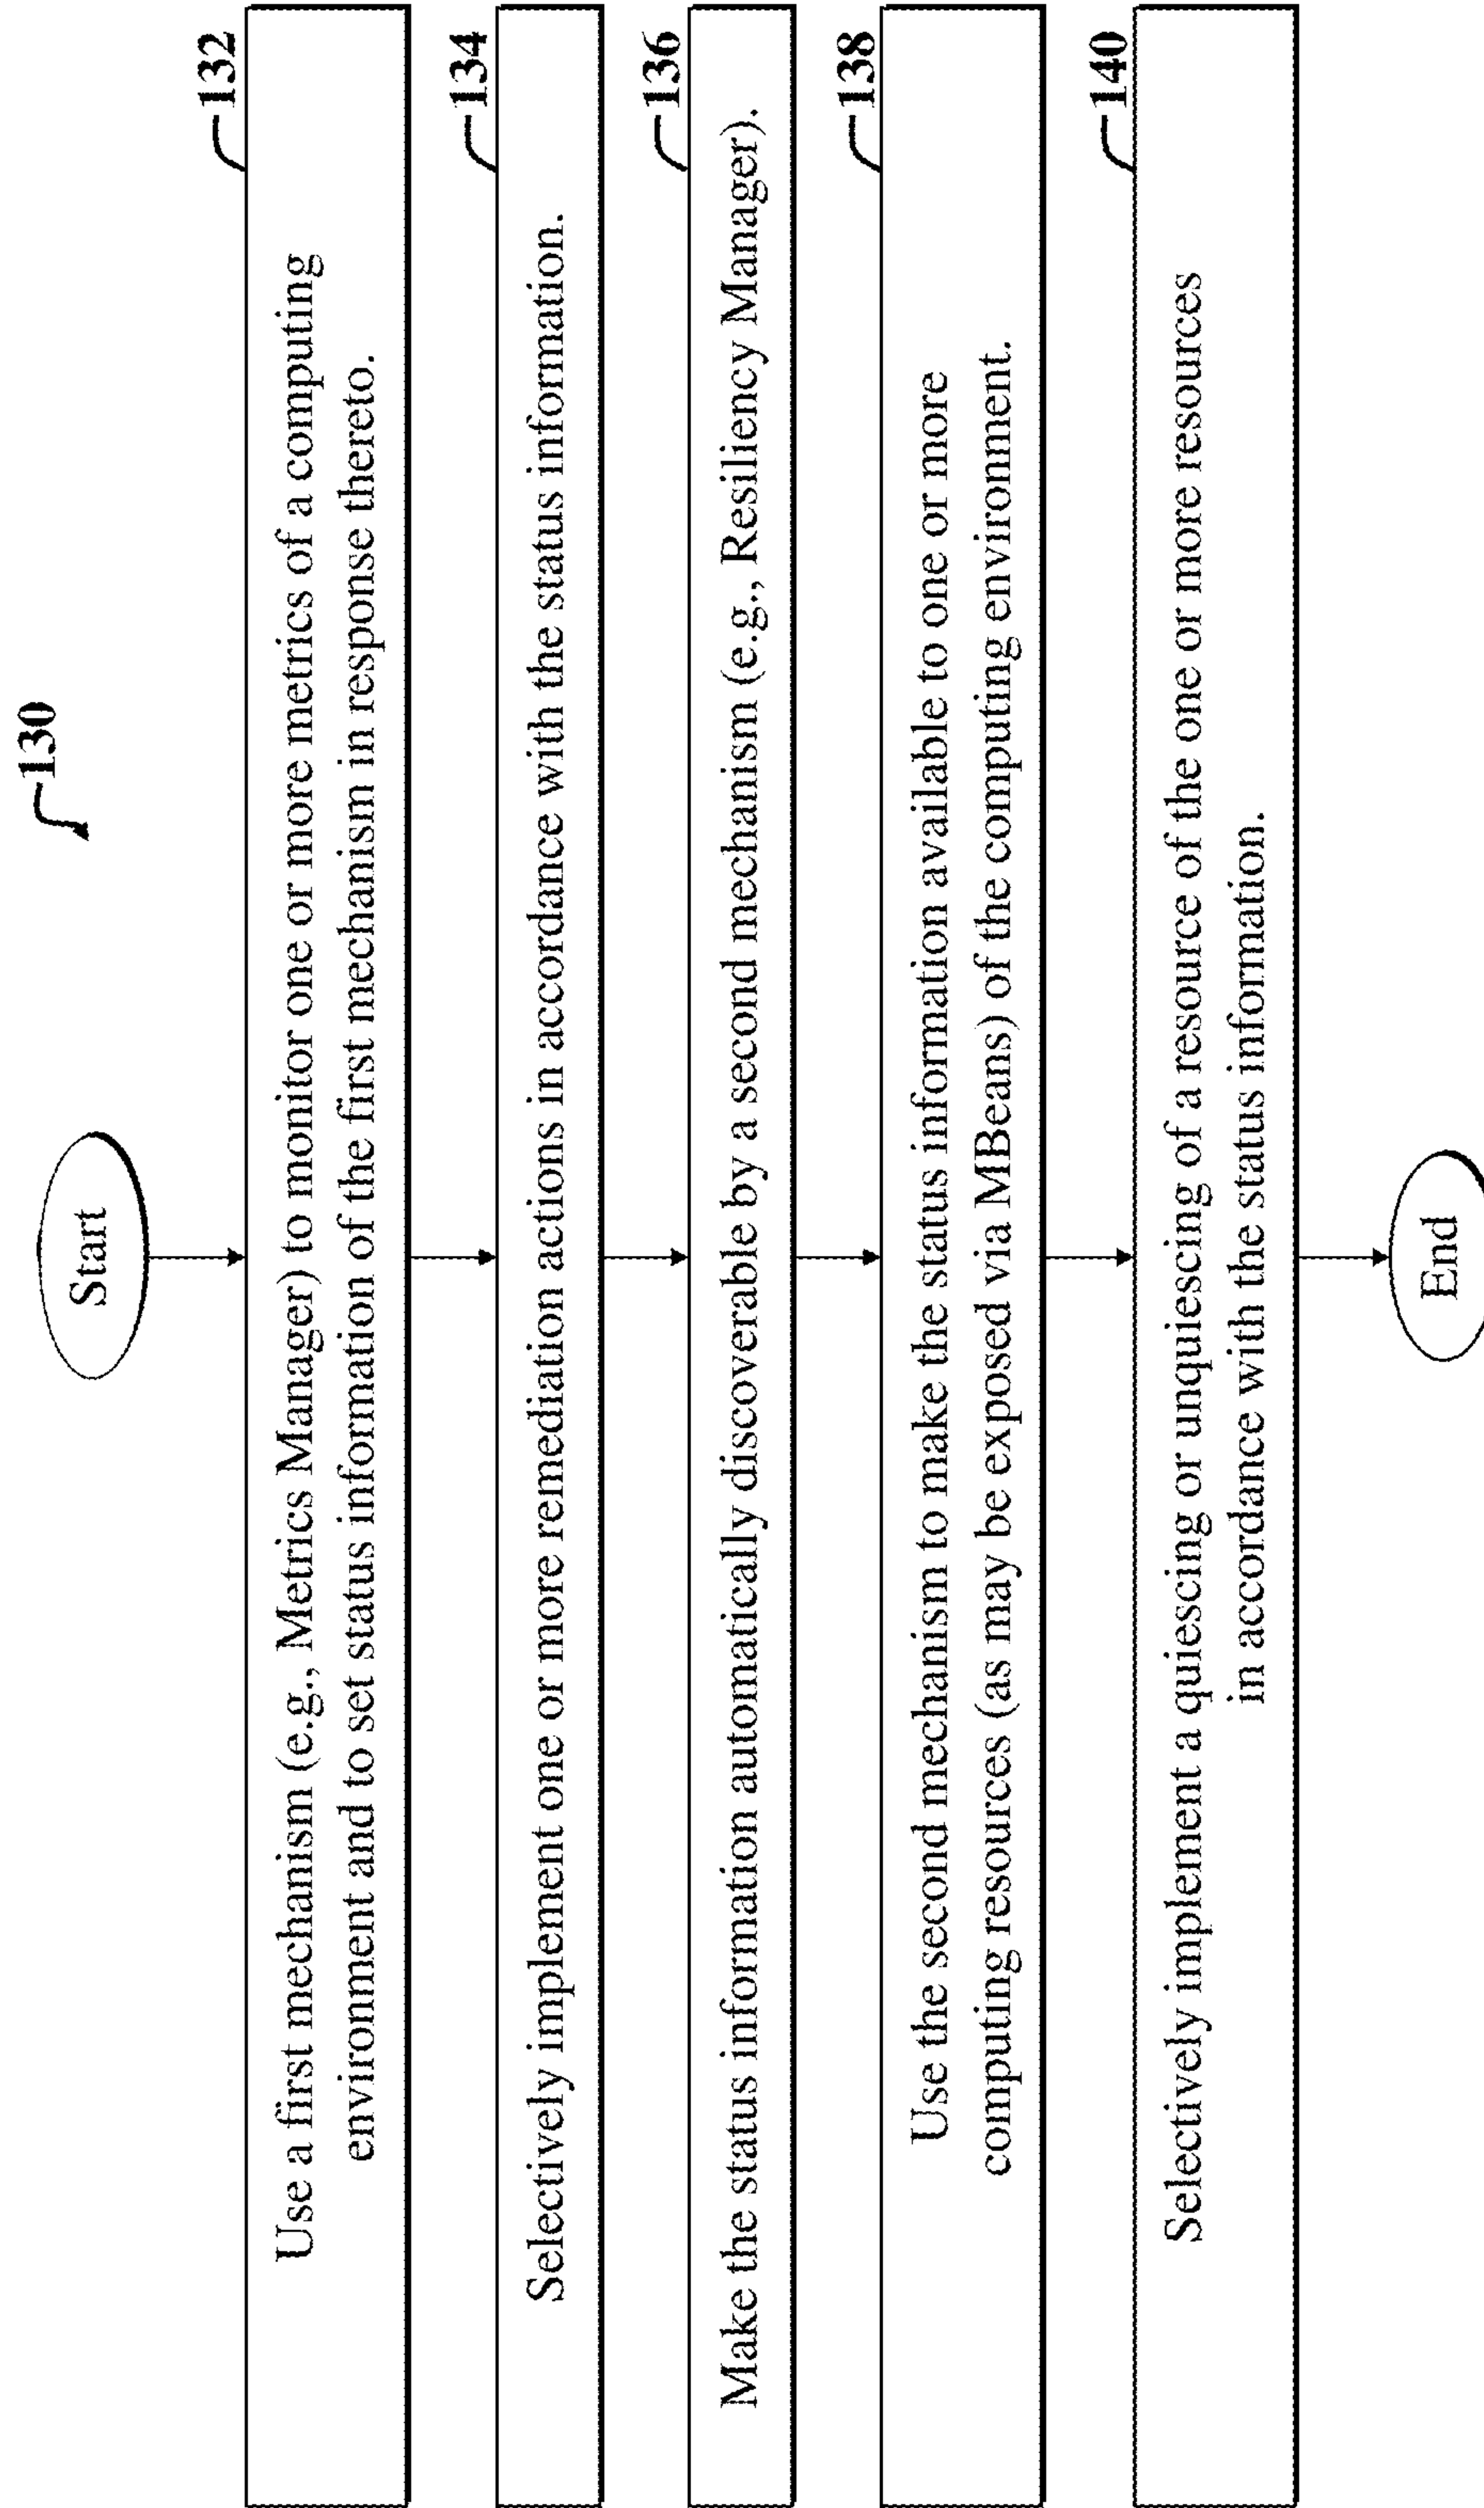 130
Start
132
Use a first mechanism (e.g., Metrics Manager) to monitor one or more metrics of a computing
environment and to set status information of the first mechanism in response thereto.
134
Selectively implement one or more remediation actions in accordance with the status information.
136
Make the status information automatically discoverable by a second mechanism (e.g., Resiliency Manager).
138
Use the second mechanism to make the status information available to one or more
computing resources (as may be exposed via MBeans) of the computing environment.
140
Selectively implement a quiescing or unquiescing of a resource of the one or more resources
in accordance with the status information.
End